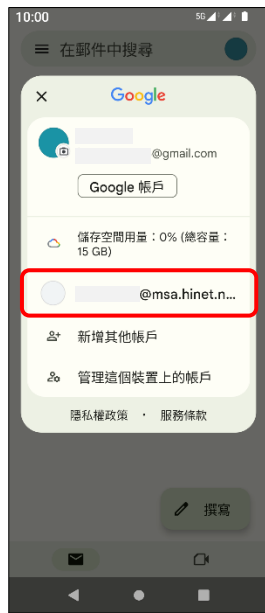 10:00
5G
在郵件中搜尋
Google
@gmail.com
Google 帳戶
儲存空間用量：0% (總容量：
15 GB)
@msa.hinet.n...
新增其他帳戶
管理這個裝置上的帳戶
隱私權政策 · 服務條款
撰寫